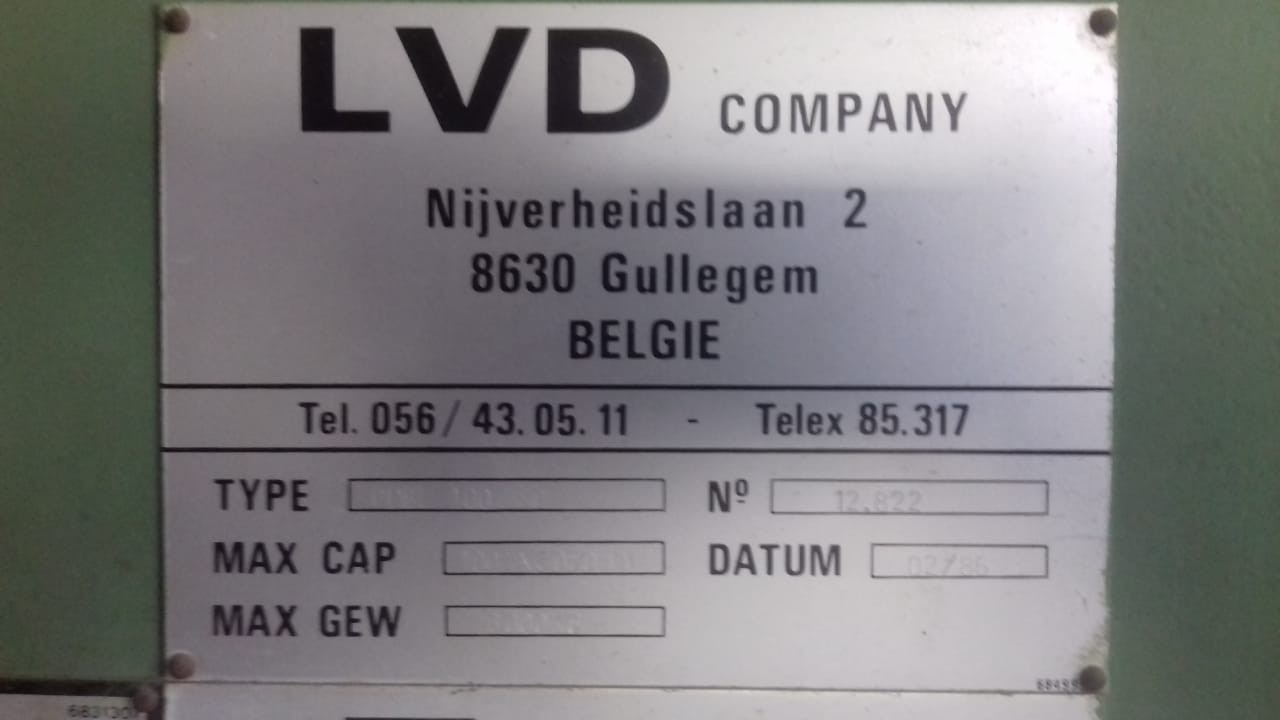 LVD COMPANY
Nijverheidslaan 2
8630 Gullegem
BELGIE
Tel. 056/ 43.05.11 - Telex 85.317
TYPE Nº 12.822
MAX CAP DATUM 02/86
MAX GEW